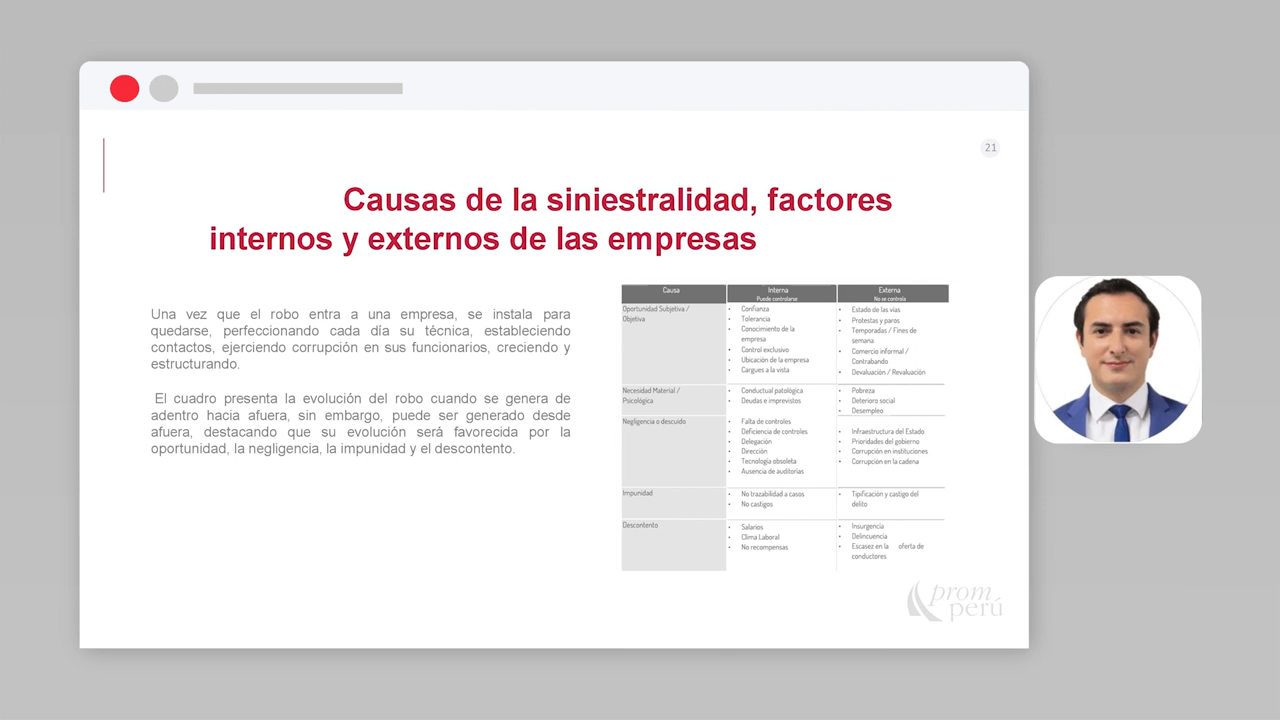 21
Causas de la siniestralidad, factores
internos y externos de las empresas
Una vez que el robo entra a una empresa, se instala para
quedarse, perfeccionando cada día su técnica, estableciendo
contactos, ejerciendo corrupción en sus funcionarios, creciendo y
estructurando.
El cuadro presenta la evolución del robo cuando se genera de
adentro hacia afuera, sin embargo, puede ser generado desde
afuera, destacando que su evolución será favorecida por la
oportunidad, la negligencia, la impunidad y el descontento.
Causa
Interna
Puede controlarse
Externa
No se controla
Oportunidad Subjetiva /
Objetiva
• Confianza
• Tolerancia
• Conocimiento de la
empresa
• Control exclusivo
• Ubicación de la empresa
• Cargues a la vista
• Estado de las vías
• Protestas y paros
• Temporadas / Fines de
semana
• Comercio informal /
Contrabando
• Devaluación / Revaluación
Necesidad Material /
Psicológica
• Conductual patológica
• Deudas e imprevistos
• Pobreza
• Deterioro social
• Desempleo
Negligencia o descuido
• Falta de controles
• Deficiencia de controles
• Delegación
• Dirección
• Tecnología obsoleta
• Ausencia de auditorías
• Infraestructura del Estado
• Prioridades del gobierno
• Corrupción en instituciones
• Corrupción en la cadena
Impunidad
• No trazabilidad a casos
• No castigos
• Tipificación y castigo del
delito
Descontento
• Salarios
• Clima Laboral
• No recompensas
• Insurgencia
• Delincuencia
• Escasez en la oferta de
conductores
prom
perú